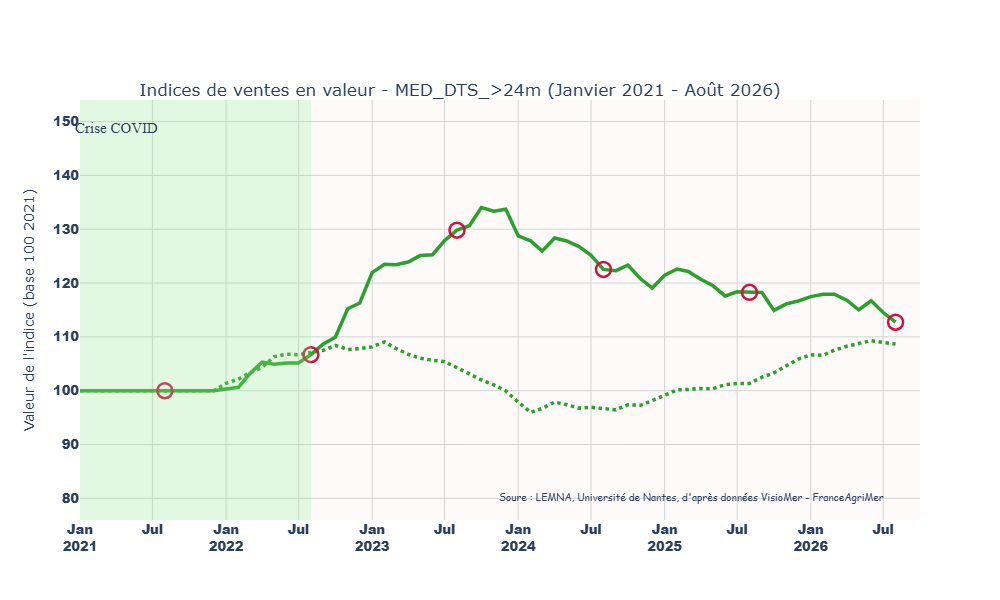 Indices de ventes en valeur - MED_DTS_>24m (Janvier 2021 - Août 2026)
Valeur de l'indice (base 100 2021)
150
Crise COVID
140
130
120
110
100
90
80
Soure : LEMNA, Université de Nantes, d'après données VisioMer - FranceAgriMer
Jan Jul Jan Jul Jan Jul Jan Jul Jan Jul Jan Jul
2021 2022 2023 2024 2025 2026